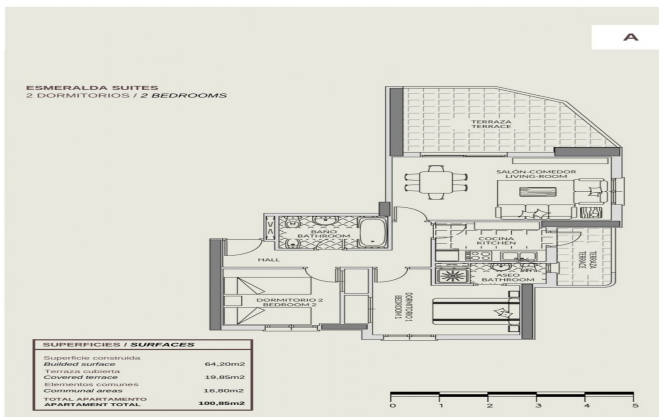 A
ESMERALDA SUITES
2 DORMITORIOS / 2 BEDROOMS
TERRAZA
TERRACE
SALÓN-COMEDOR
LIVING-ROOM
BAÑO
BATHROOM
COCINA
KITCHEN
TERRAZA
TERRACE
HALL
ASEO
BATHROOM
DORMITORIO 2
BEDROOM 2
DORMITORIO 1
BEDROOM 1
SUPERFICIES / SURFACES
Superficie construida
Builded surface 64,20m2
Terraza cubierta
Covered terrace 19,85m2
Elementos comunes
Communal areas 16,80m2
TOTAL APARTAMENTO
APARTAMENT TOTAL 100,85m2
0 1 2 3 4 5